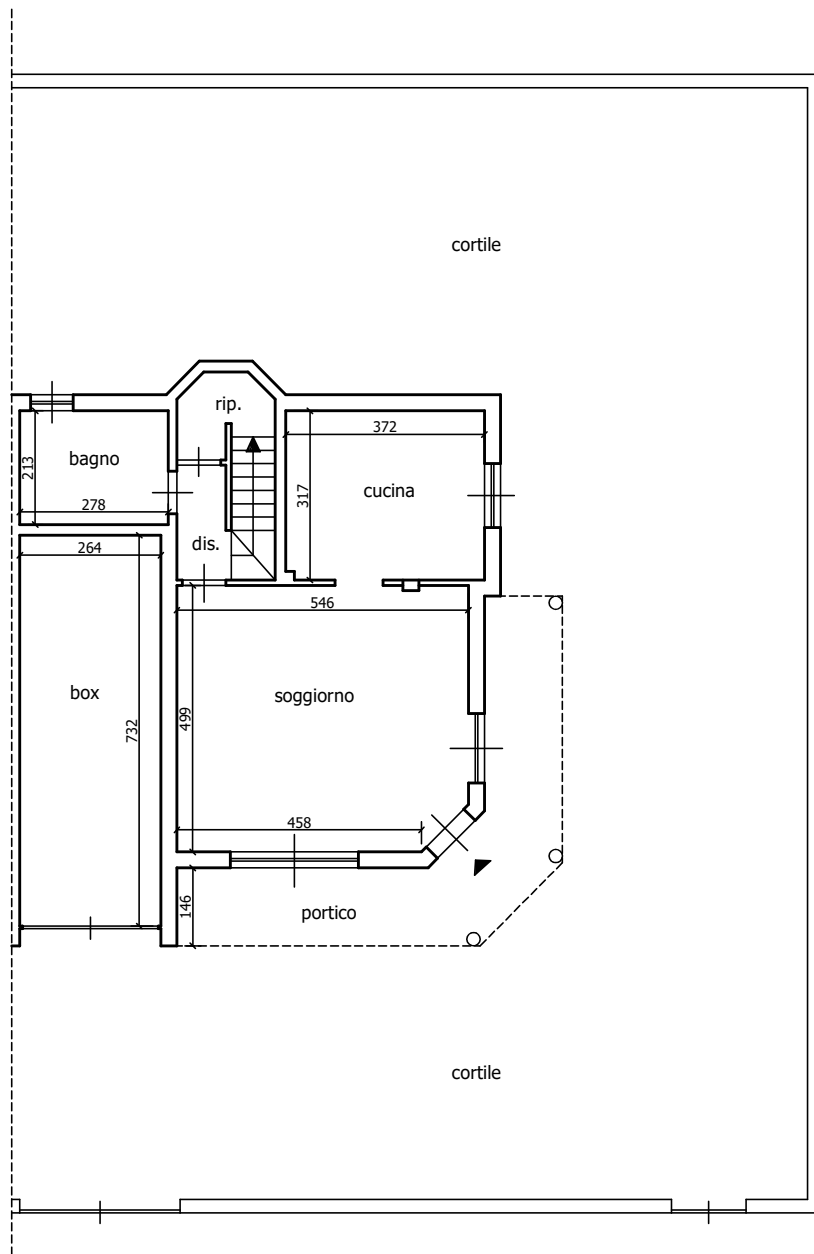 cortile
rip.
372
bagno
213
317
cucina
278
dis.
264
546
box
soggiorno
499
732
458
146
portico
cortile